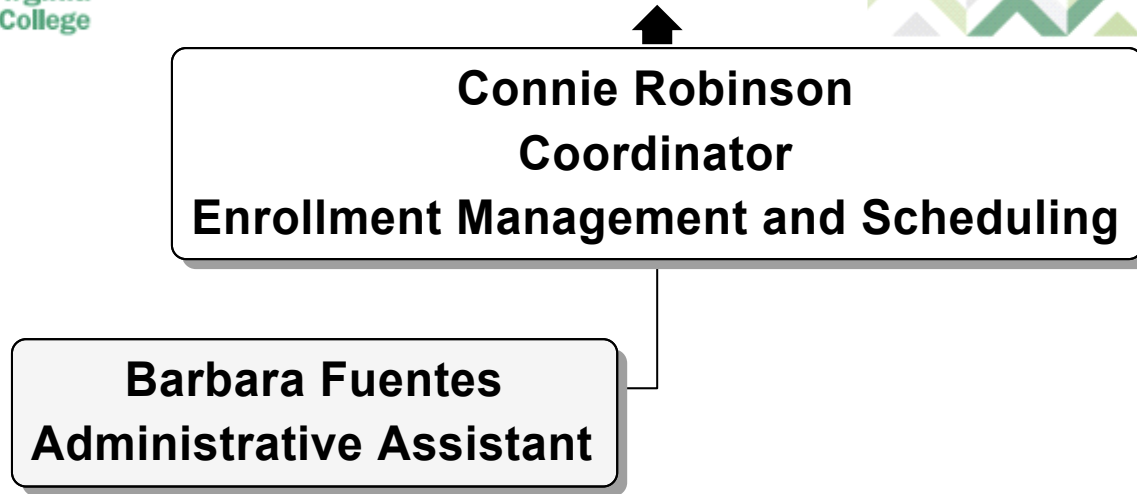 College
Connie Robinson
Coordinator
Enrollment Management and Scheduling
Barbara Fuentes
Administrative Assistant